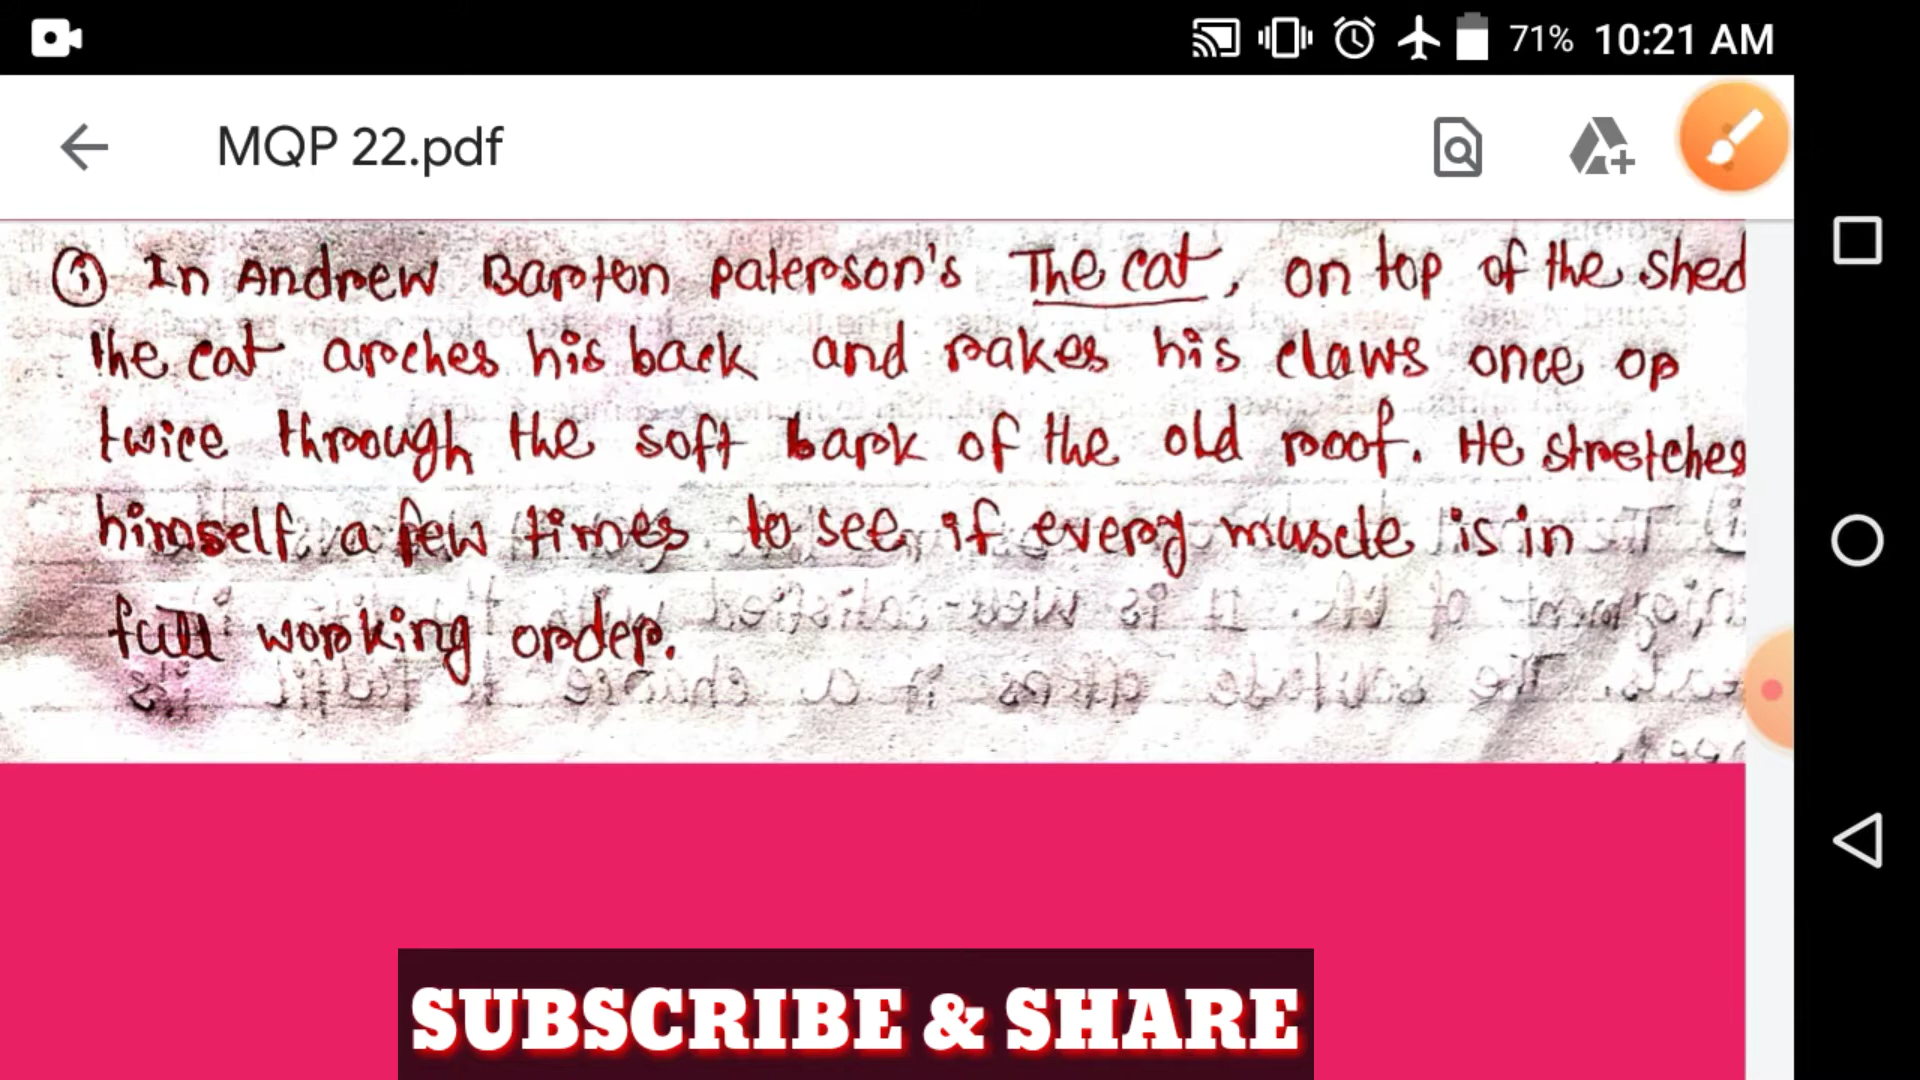 71% 10:21 AM
MQP 22.pdf
i In Andrew Barton paterson's The cat, on top of the shed
the cat arches his back and rakes his claws once or
twice through the soft bark of the old roof. He stretches
himself a few times to see if every muscle is in
full working order.
SUBSCRIBE & SHARE